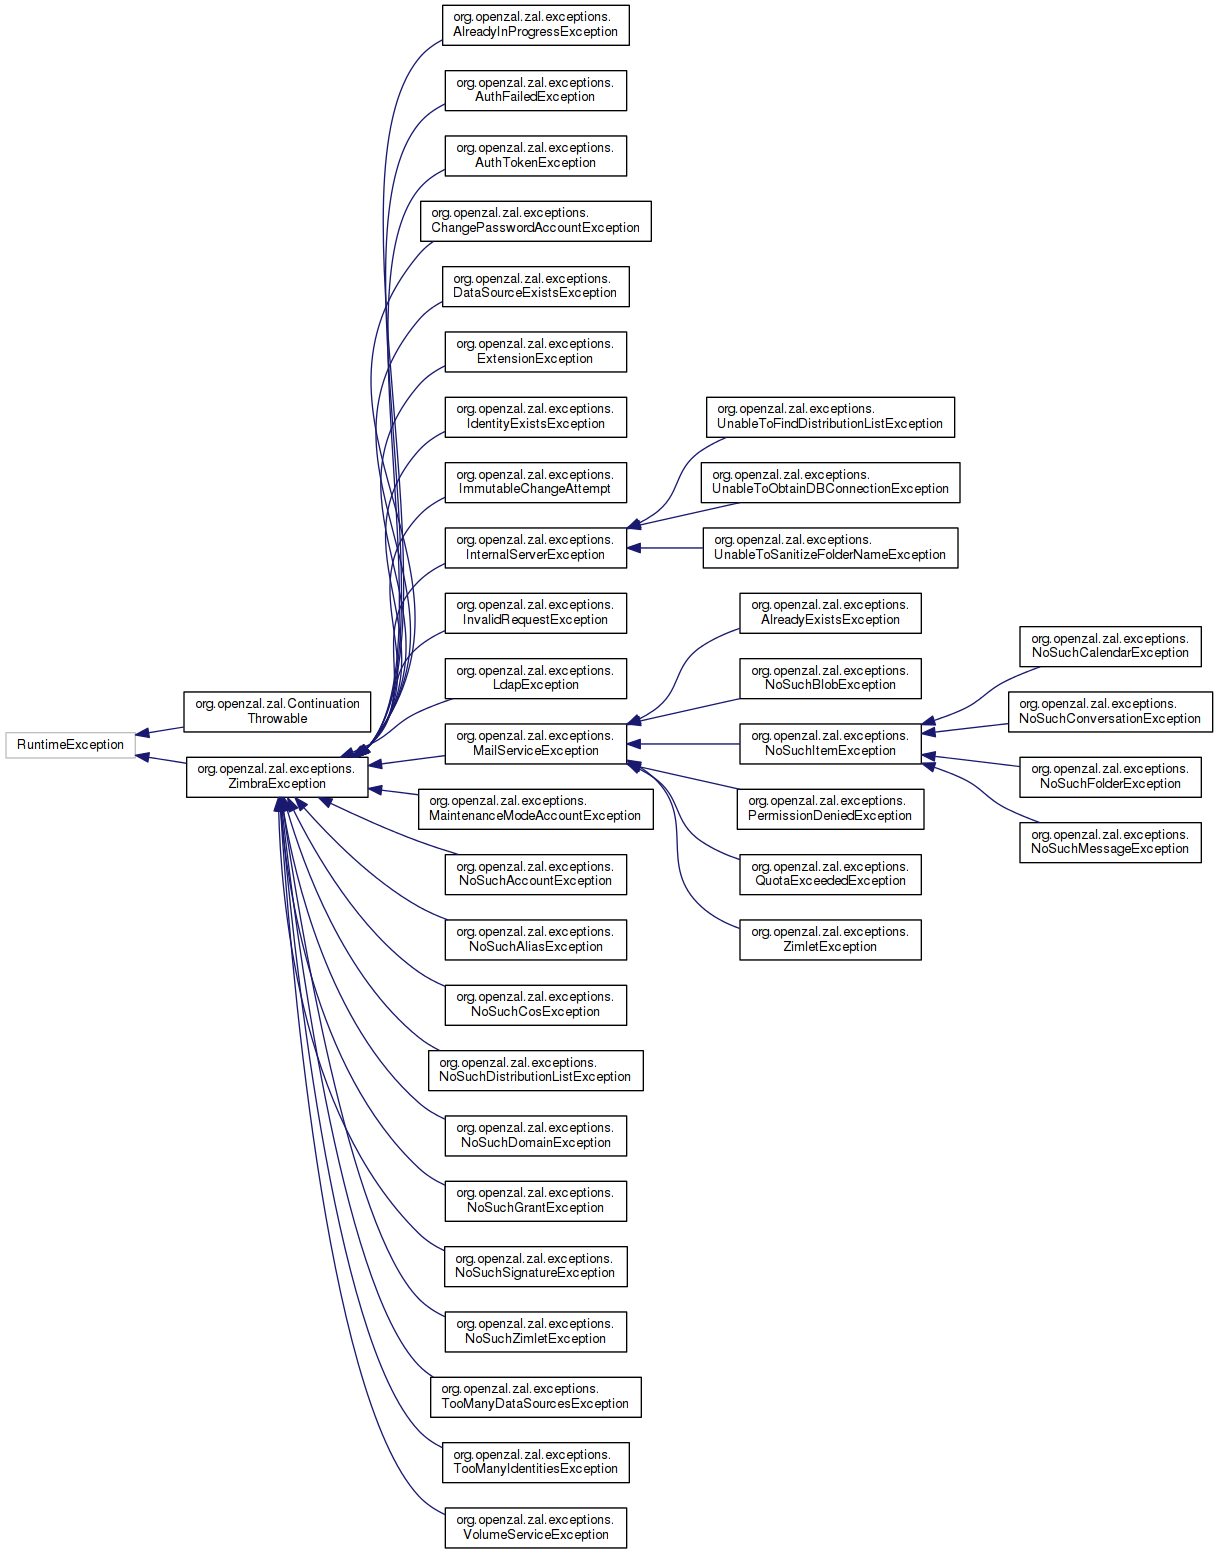 RuntimeException
org.openzal.zal.Continuation
Throwable
org.openzal.zal.exceptions.
ZimbraException
org.openzal.zal.exceptions.
AlreadyInProgressException
org.openzal.zal.exceptions.
AuthFailedException
org.openzal.zal.exceptions.
AuthTokenException
org.openzal.zal.exceptions.
ChangePasswordAccountException
org.openzal.zal.exceptions.
DataSourceExistsException
org.openzal.zal.exceptions.
ExtensionException
org.openzal.zal.exceptions.
IdentityExistsException
org.openzal.zal.exceptions.
ImmutableChangeAttempt
org.openzal.zal.exceptions.
InternalServerException
org.openzal.zal.exceptions.
InvalidRequestException
org.openzal.zal.exceptions.
LdapException
org.openzal.zal.exceptions.
MailServiceException
org.openzal.zal.exceptions.
MaintenanceModeAccountException
org.openzal.zal.exceptions.
NoSuchAccountException
org.openzal.zal.exceptions.
NoSuchAliasException
org.openzal.zal.exceptions.
NoSuchCosException
org.openzal.zal.exceptions.
NoSuchDistributionListException
org.openzal.zal.exceptions.
NoSuchDomainException
org.openzal.zal.exceptions.
NoSuchGrantException
org.openzal.zal.exceptions.
NoSuchSignatureException
org.openzal.zal.exceptions.
NoSuchZimletException
org.openzal.zal.exceptions.
TooManyDataSourcesException
org.openzal.zal.exceptions.
TooManyIdentitiesException
org.openzal.zal.exceptions.
VolumeServiceException
org.openzal.zal.exceptions.
UnableToFindDistributionListException
org.openzal.zal.exceptions.
UnableToObtainDBConnectionException
org.openzal.zal.exceptions.
UnableToSanitizeFolderNameException
org.openzal.zal.exceptions.
AlreadyExistsException
org.openzal.zal.exceptions.
NoSuchBlobException
org.openzal.zal.exceptions.
NoSuchItemException
org.openzal.zal.exceptions.
PermissionDeniedException
org.openzal.zal.exceptions.
QuotaExceededException
org.openzal.zal.exceptions.
ZimletException
org.openzal.zal.exceptions.
NoSuchCalendarException
org.openzal.zal.exceptions.
NoSuchConversationException
org.openzal.zal.exceptions.
NoSuchFolderException
org.openzal.zal.exceptions.
NoSuchMessageException